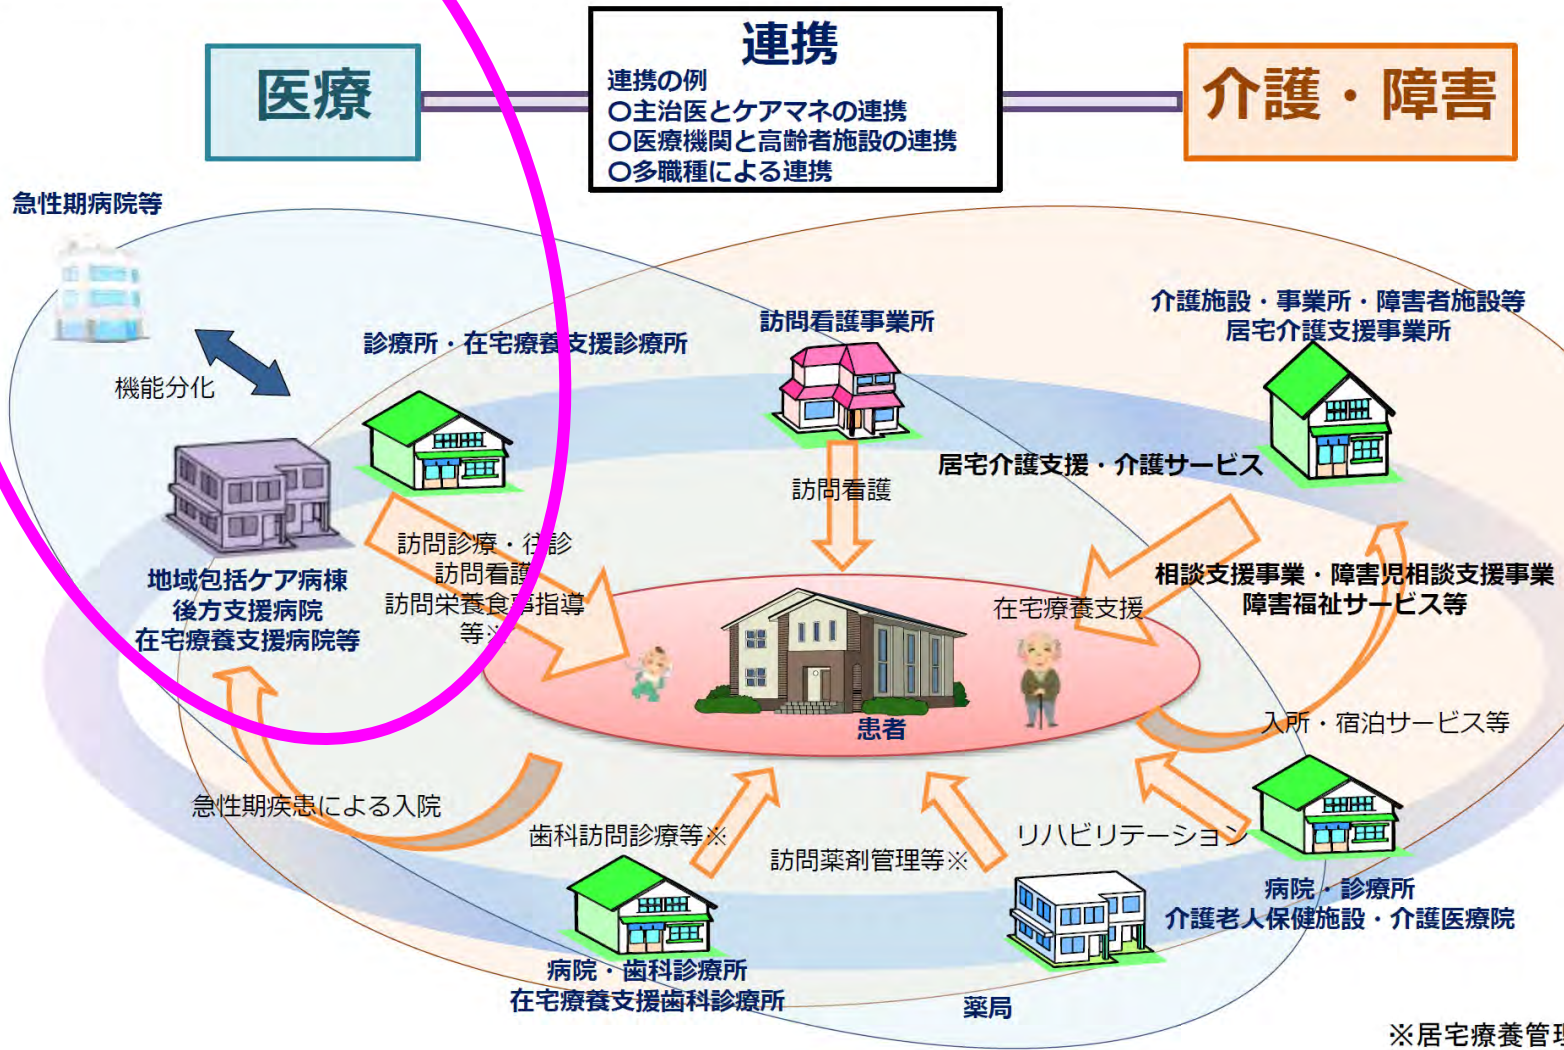 医療
連携
連携の例
〇主治医とケアマネの連携
〇医療機関と高齢者施設の連携
〇多職種による連携
介護・障害
急性期病院等
機能分化
診療所・在宅療養支援診療所
訪問看護事業所
介護施設・事業所・障害者施設等
居宅介護支援事業所
訪問看護
居宅介護支援・介護サービス
地域包括ケア病棟
後方支援病院
在宅療養支援病院等
訪問診療・往診
訪問看護
訪問栄養食事指導
等※
在宅療養支援
相談支援事業・障害児相談支援事業
障害福祉サービス等
患者
入所・宿泊サービス等
急性期疾患による入院
歯科訪問診療等※
訪問薬剤管理等※
リハビリテーション
病院・歯科診療所
在宅療養支援歯科診療所
薬局
病院・診療所
介護老人保健施設・介護医療院
※居宅療養管理